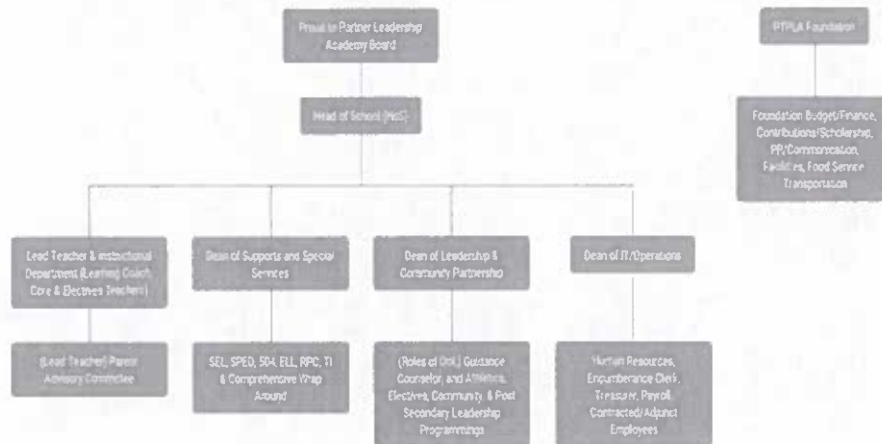 Proud to Partner Leadership
Academy Board
PTPLA Foundation
Head of School (HoS)
Foundation Budget/Finance,
Contributions/Scholarship,
PR/Communication,
Facilities, Food Service
Transportation
Lead Teacher & Instructional
Department (Learning Coach,
Core & Electives Teachers)
Dean of Supports and Special
Services
Dean of Leadership &
Community Partnership
Dean of IT/Operations
(Lead Teacher) Parent
Advisory Committee
SEL, SPED, 504, ELL, RPC, TI
& Comprehensive Wrap
Around
(Roles of DoL) Guidance
Counselor, and Athletics,
Electives, Community, & Post
Secondary Leadership
Programmings
Human Resources,
Encumberance Clerk,
Treasurer, Payroll,
Contracted/Adjunct
Employees